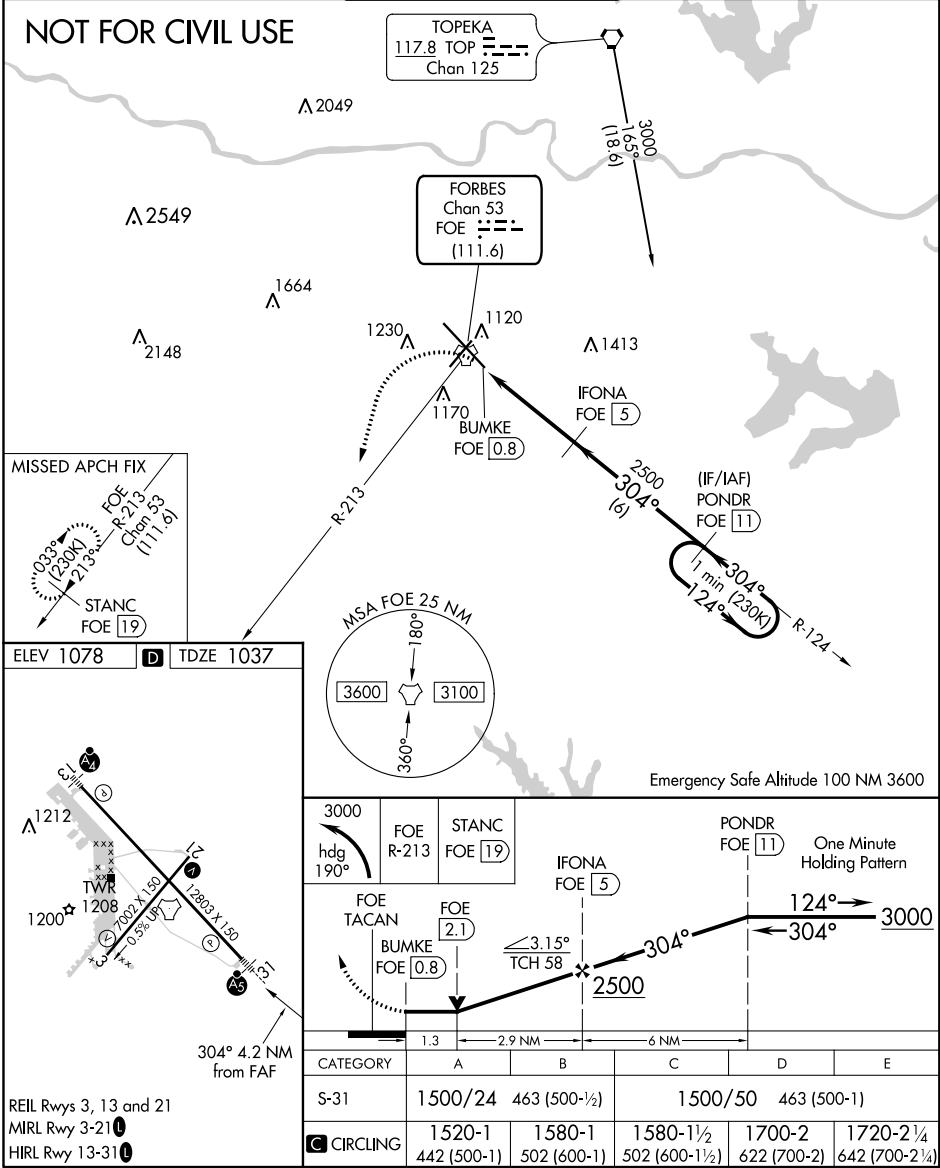 NOT FOR CIVIL USE
TOPEKA
117.8 TOP
Chan 125
2049
3000
165°
(18.6)
FORBES
Chan 53
FOE
(111.6)
2549
1664
2148
1230
1120
1413
1170
BUMKE
FOE 0.8
IFONA
FOE 5
2500
304°
(6)
(IF/IAF)
PONDR
FOE 11
304°
1 min (230K)
124°
R-124
R-213
MISSED APCH FIX
FOE
R-213
Chan 53
(111.6)
033°
(230K)
213°
STANC
FOE 19
MSA FOE 25 NM
180°
3600
3100
360°
Emergency Safe Altitude 100 NM 3600
ELEV 1078 D TDZE 1037
A4
13
P
1212
21
V
TWR
1208
1200
7002 X 150
0.5% UP
12803 X 150
V
3
P
31
A5
304° 4.2 NM
from FAF
REIL Rwys 3, 13 and 21
MIRL Rwy 3-21 L
HIRL Rwy 13-31 L
3000
hdg
190°
FOE
R-213
STANC
FOE 19
FOE
TACAN
BUMKE
FOE 0.8
FOE
2.1
3.15°
TCH 58
IFONA
FOE 5
2500
304°
PONDR
FOE 11
One Minute
Holding Pattern
124°
304°
3000
1.3
2.9 NM
6 NM
CATEGORY A B C D E
S-31 1500/24 463 (500-½) 1500/50 463 (500-1)
C CIRCLING 1520-1 1580-1 1580-1½ 1700-2 1720-2¼
442 (500-1) 502 (600-1) 502 (600-1½) 622 (700-2) 642 (700-2¼)